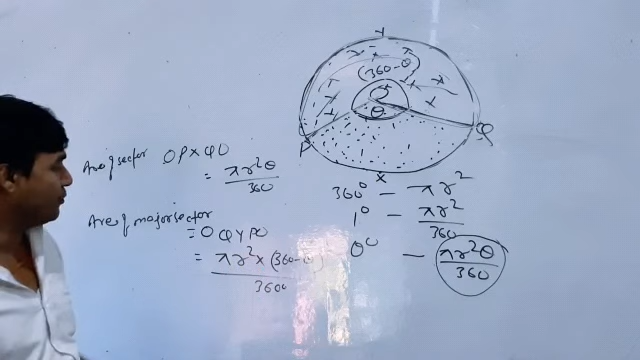 Y
(360-θ)
O
θ
P
Q
X
Area of sector OPXQO
= πr²θ/360
Area of major sector
= OQYPO
= πr² × (360-θ)/360
360° - πr²
1° - πr²/360
θ° - πr²θ/360